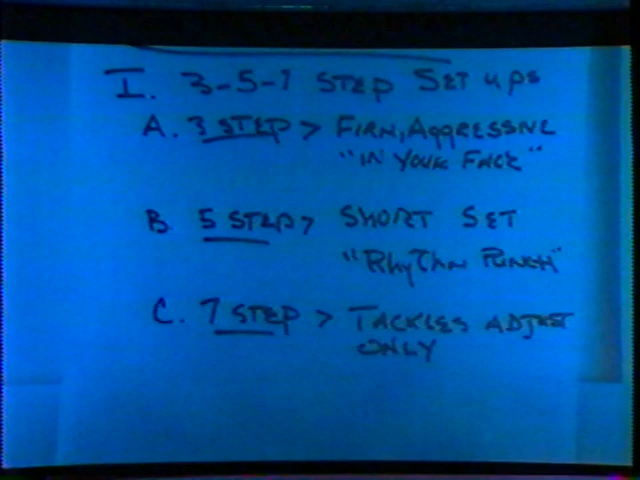 I. 3-5-7 STEP SET UPS
A. 3 STEP > FIRM, AGGRESSIVE
"IN YOUR FACE"
B. 5 STEP > SHORT SET
"RhyThm PUNCH"
C. 7 STEP > TACKLES ADJUST
ONLY